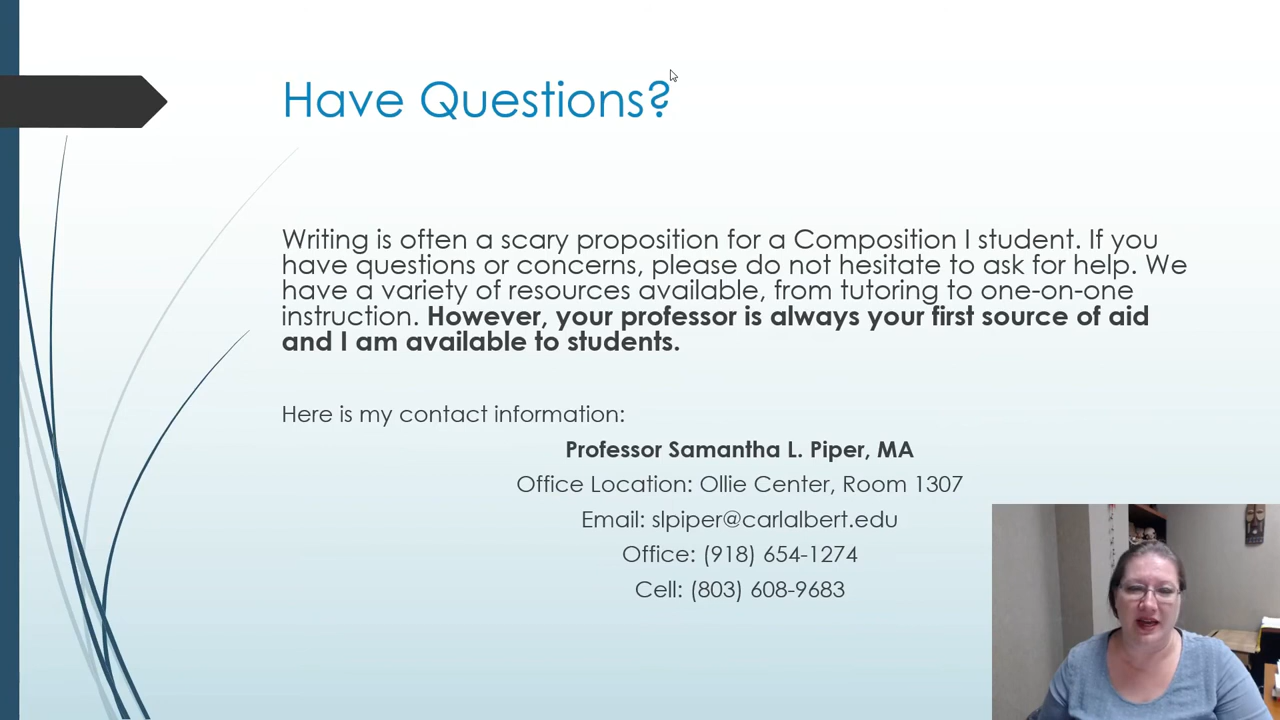 Have Questions?
Writing is often a scary proposition for a Composition I student. If you
have questions or concerns, please do not hesitate to ask for help. We
have a variety of resources available, from tutoring to one-on-one
instruction. However, your professor is always your first source of aid
and I am available to students.
Here is my contact information:
Professor Samantha L. Piper, MA
Office Location: Ollie Center, Room 1307
Email: slpiper@carlalbert.edu
Office: (918) 654-1274
Cell: (803) 608-9683